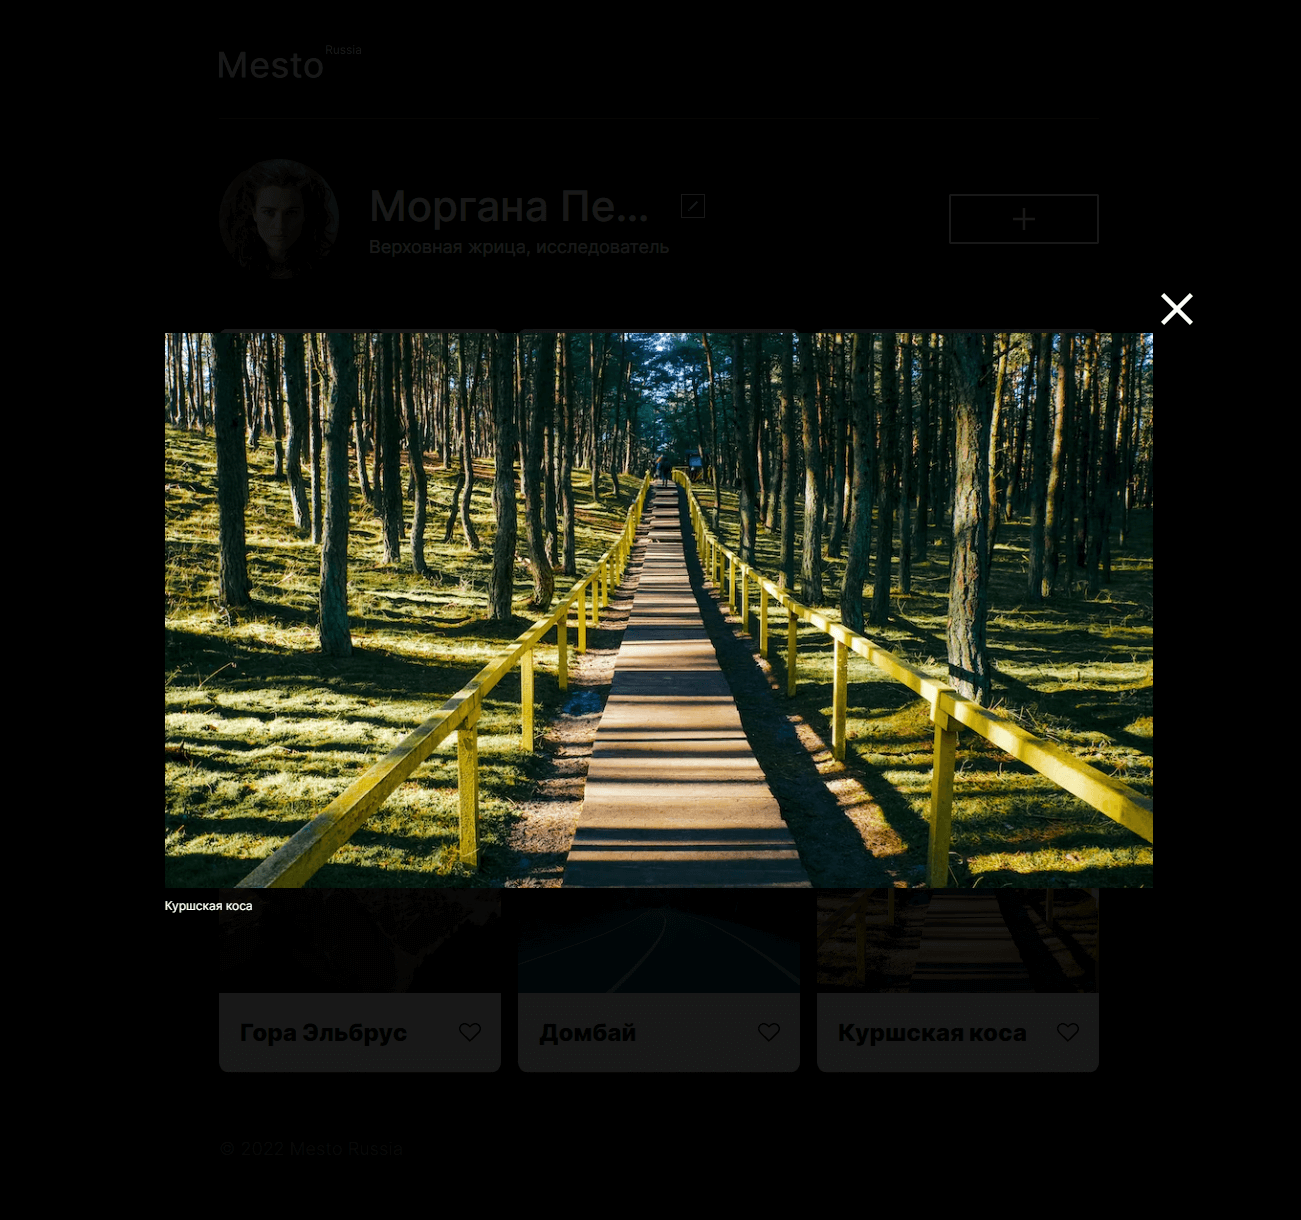 Mesto Russia
Моргана Пе...
Верховная жрица, исследователь
Куршская коса
Гора Эльбрус
Домбай
Куршская коса
© 2022 Mesto Russia